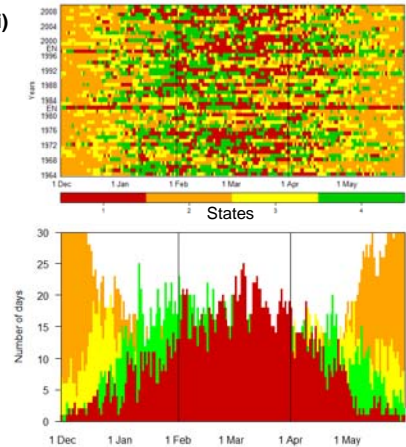 i)
2008
2004
2000
EN
1996
1992
1988
1984
EN
1980
1976
1972
1968
1964
Years
1 Dec 1 Jan 1 Feb 1 Mar 1 Apr 1 May
1 2 3 4
States
30
25
20
15
10
5
0
Number of days
1 Dec 1 Jan 1 Feb 1 Mar 1 Apr 1 May